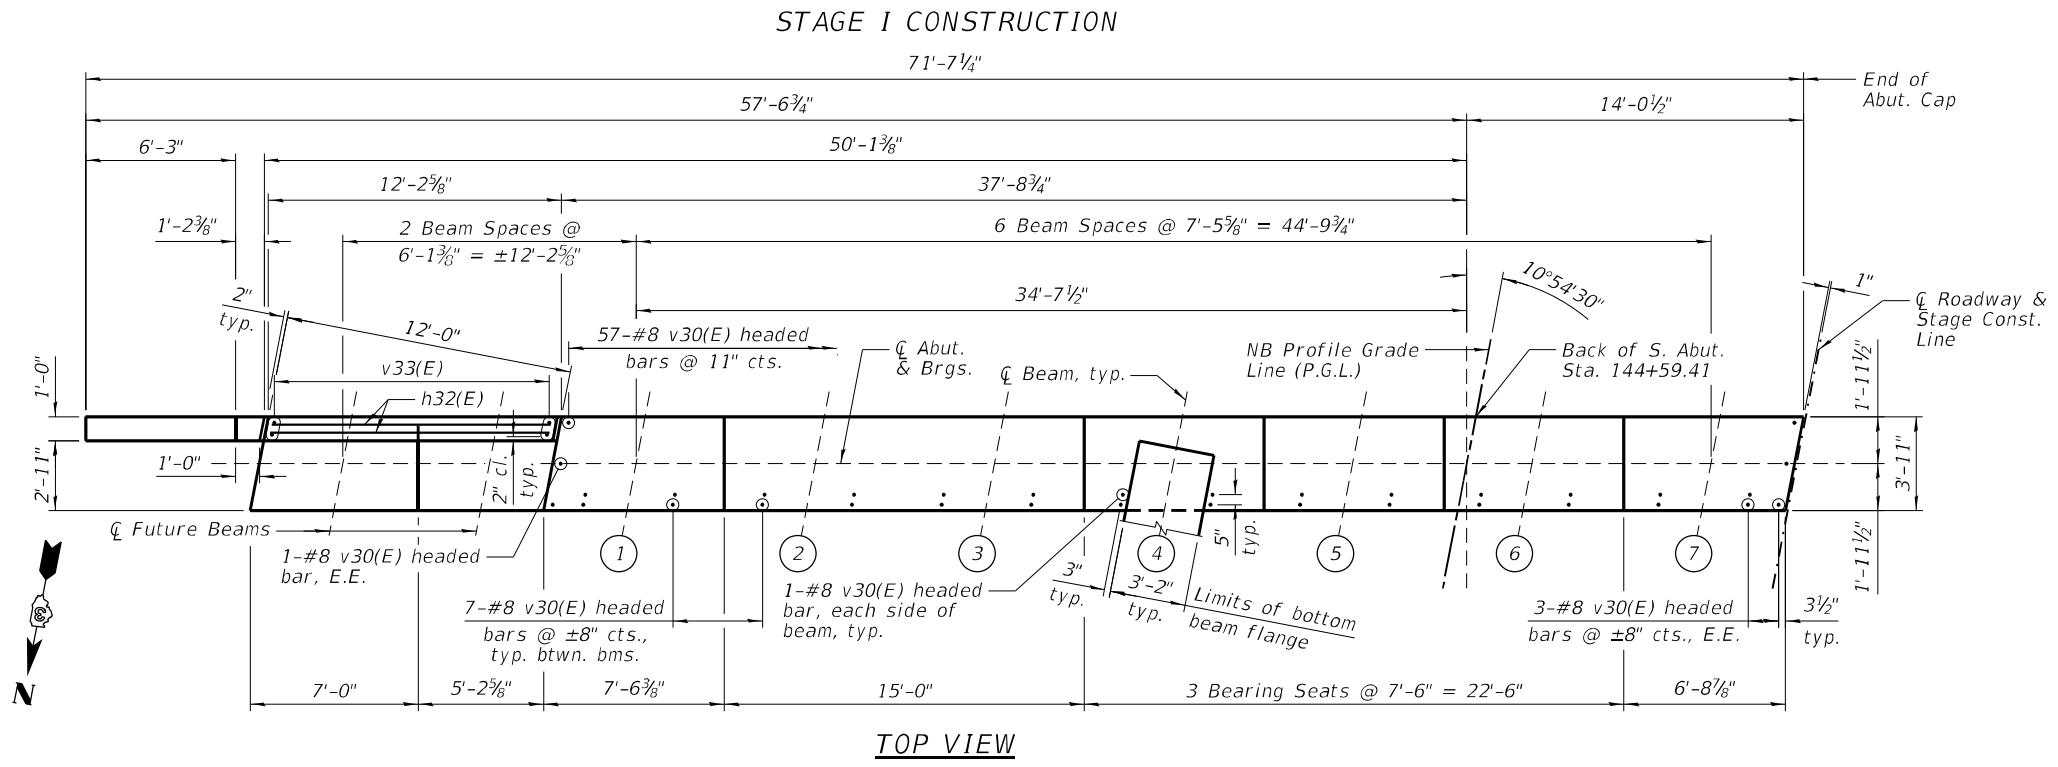 STAGE I CONSTRUCTION
71'-7¼"
End of
Abut. Cap
57'-6¾"
14'-0½"
6'-3"
50'-1⅜"
12'-2⅝"
37'-8¾"
1'-2⅜"
2 Beam Spaces @
6'-1⅜" = ±12'-2⅝"
6 Beam Spaces @ 7'-5⅝" = 44'-9¾"
10°54'30"
1"
2"
typ.
12'-0"
34'-7½"
℄ Roadway &
Stage Const.
Line
57-#8 v30(E) headed
bars @ 11" cts.
℄ Abut.
& Brgs.
NB Profile Grade
Line (P.G.L.)
Back of S. Abut.
Sta. 144+59.41
v33(E)
℄ Beam, typ.
h32(E)
1'-0"
2'-11"
1'-0"
2" cl.
typ.
1'-11½"
3'-11"
1'-11½"
℄ Future Beams
1-#8 v30(E) headed
bar, E.E.
1
2
3
4
5
6
7
5"
typ.
3"
typ.
3'-2"
typ.
Limits of bottom
beam flange
7-#8 v30(E) headed
bars @ ±8" cts.,
typ. btwn. bms.
1-#8 v30(E) headed
bar, each side of
beam, typ.
3-#8 v30(E) headed
bars @ ±8" cts., E.E.
3½"
typ.
3
N
7'-0"
5'-2⅝"
7'-6⅜"
15'-0"
3 Bearing Seats @ 7'-6" = 22'-6"
6'-8⅞"
TOP VIEW